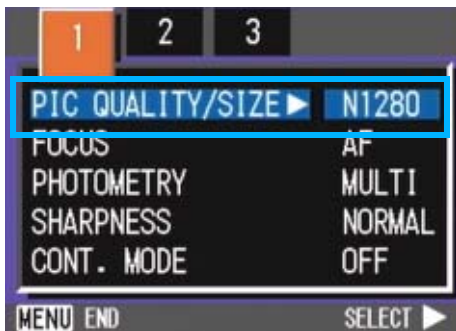 1 2 3
PIC QUALITY/SIZE▶ N1280
FOCUS AF
PHOTOMETRY MULTI
SHARPNESS NORMAL
CONT. MODE OFF
MENU END SELECT ▶